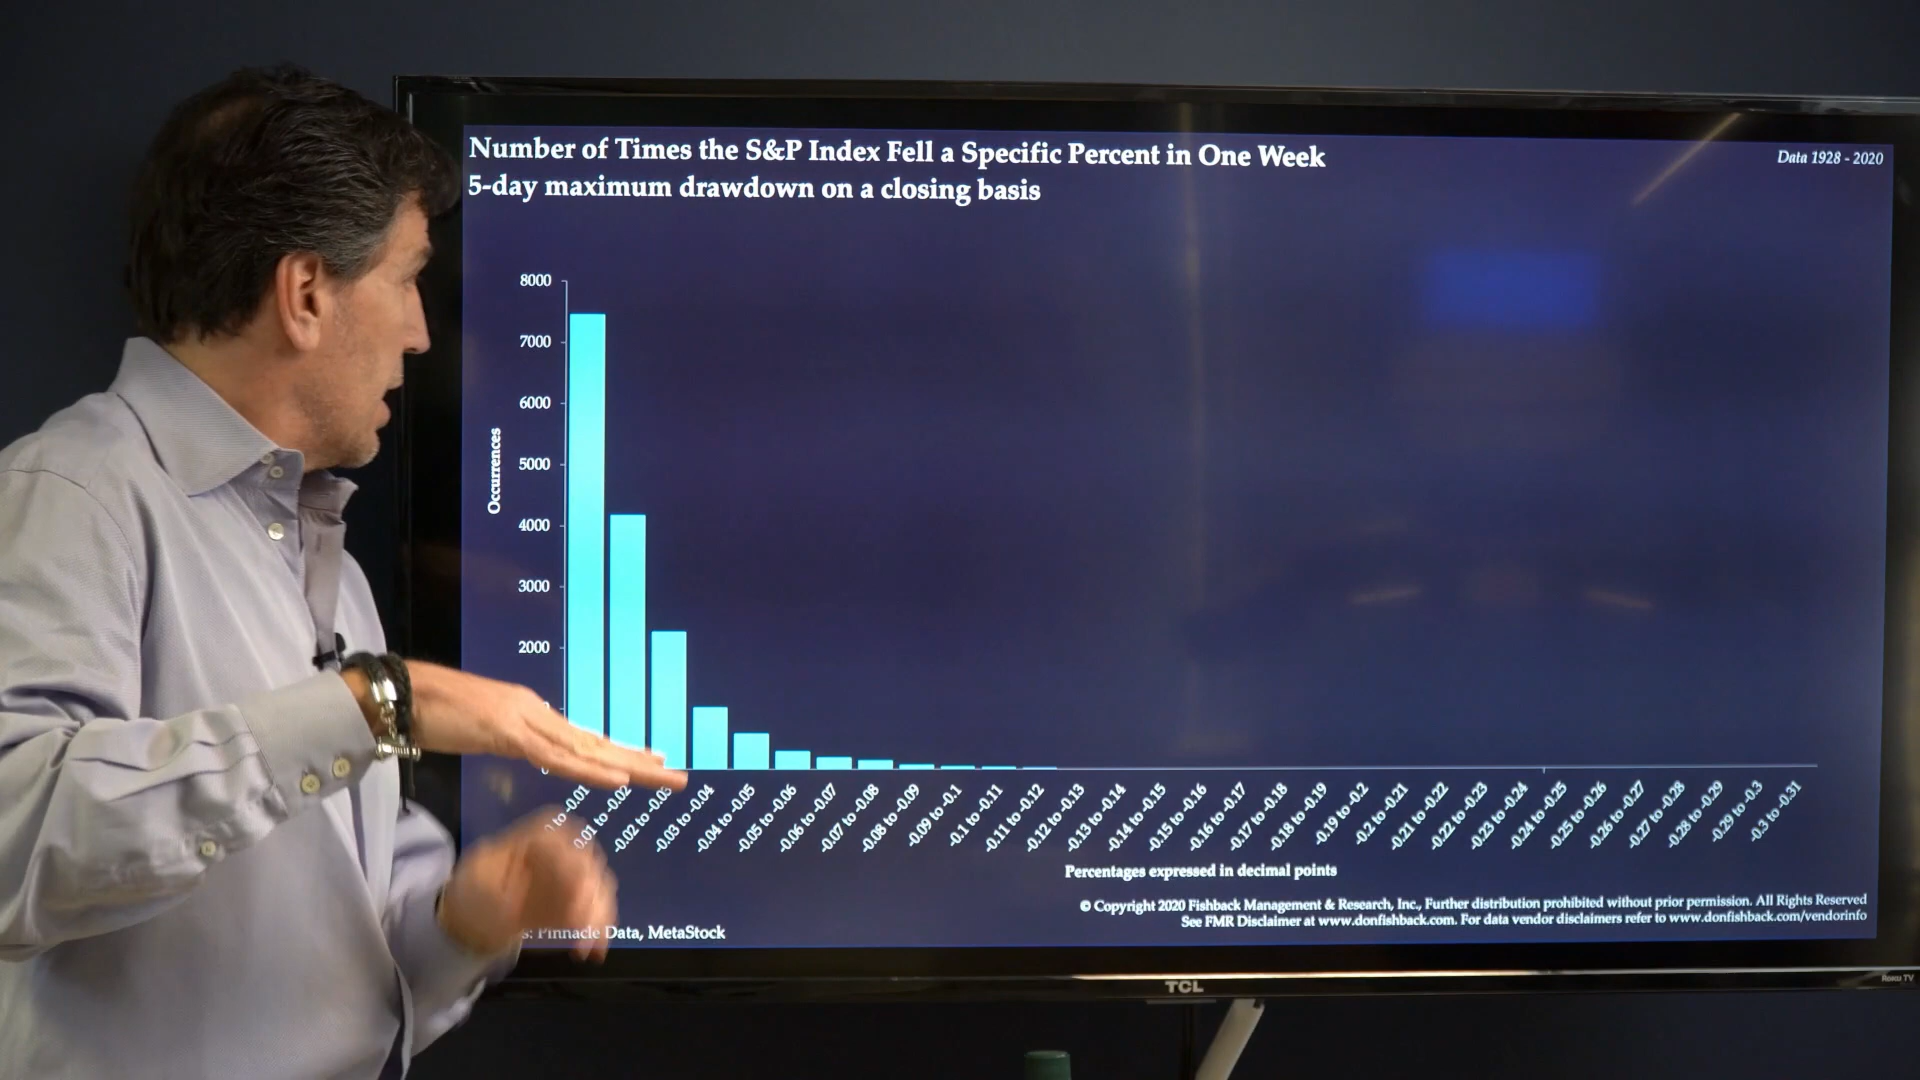 Number of Times the S&P Index Fell a Specific Percent in One Week
Data 1928 - 2020
5-day maximum drawdown on a closing basis
8000
7000
6000
5000
4000
3000
2000
Occurrences
0 to -0.01
0.01 to -0.02
-0.02 to -0.03
-0.03 to -0.04
-0.04 to -0.05
-0.05 to -0.06
-0.06 to -0.07
-0.07 to -0.08
-0.08 to -0.09
-0.09 to -0.1
-0.1 to -0.11
-0.11 to -0.12
-0.12 to -0.13
-0.13 to -0.14
-0.14 to -0.15
-0.15 to -0.16
-0.16 to -0.17
-0.17 to -0.18
-0.18 to -0.19
-0.19 to -0.2
-0.2 to -0.21
-0.21 to -0.22
-0.22 to -0.23
-0.23 to -0.24
-0.24 to -0.25
-0.25 to -0.26
-0.26 to -0.27
-0.27 to -0.28
-0.28 to -0.29
-0.29 to -0.3
-0.3 to -0.31
Percentages expressed in decimal points
© Copyright 2020 Fishback Management & Research, Inc., Further distribution prohibited without prior permission. All Rights Reserved
See FMR Disclaimer at www.donfishback.com. For data vendor disclaimers refer to www.donfishback.com/vendorinfo
s: Pinnacle Data, MetaStock
TCL
Roku TV